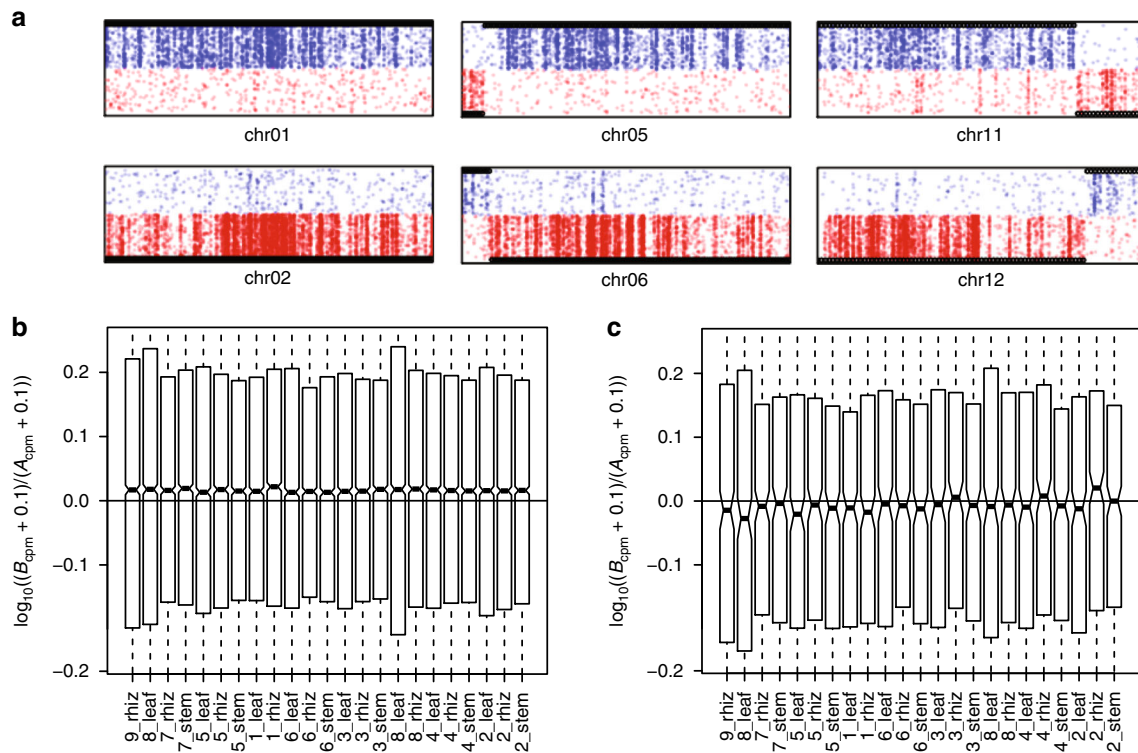 a
chr01
chr05
chr11
chr02
chr06
chr12
b
log10((Bcpm + 0.1)/(Acpm + 0.1))
0.2
0.1
0.0
−0.1
−0.2
9_rhiz
8_leaf
7_rhiz
7_stem
5_leaf
5_rhiz
5_stem
1_leaf
1_rhiz
6_leaf
6_rhiz
6_stem
3_leaf
3_rhiz
3_stem
8_leaf
8_rhiz
4_leaf
4_rhiz
4_stem
2_leaf
2_rhiz
2_stem
c
log10((Bcpm + 0.1)/(Acpm + 0.1))
0.2
0.1
0.0
−0.1
−0.2
9_rhiz
8_leaf
7_rhiz
7_stem
5_leaf
5_rhiz
5_stem
1_leaf
1_rhiz
6_leaf
6_rhiz
6_stem
3_leaf
3_rhiz
3_stem
8_leaf
8_rhiz
4_leaf
4_rhiz
4_stem
2_leaf
2_rhiz
2_stem